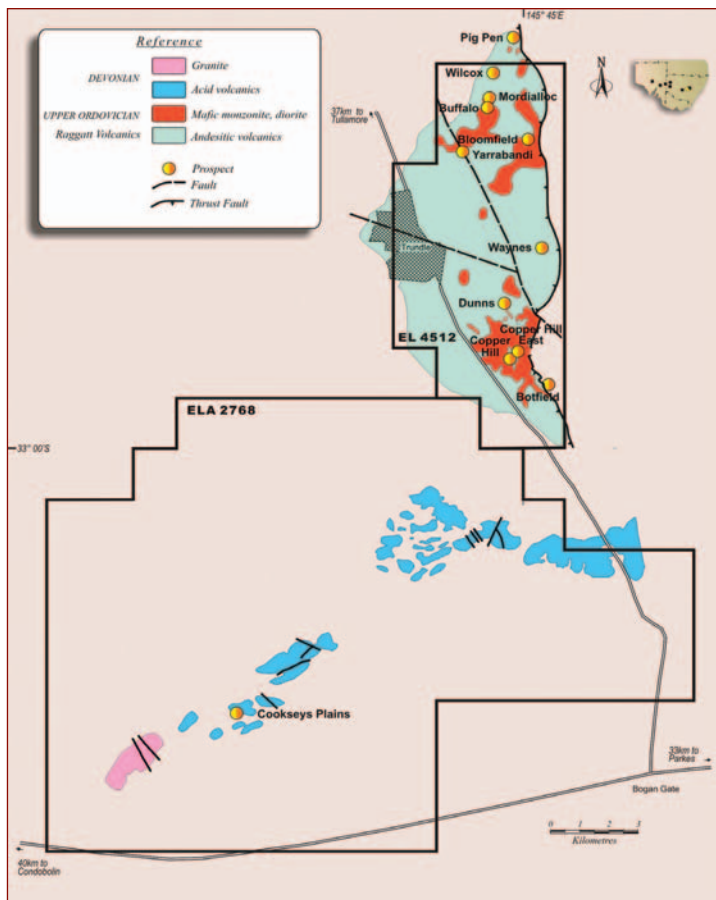 145° 45'E
Reference
DEVONIAN
Granite
Acid volcanics
UPPER ORDOVICIAN
Mafic monzonite, diorite
Raggatt Volcanics
Andesitic volcanics
Prospect
Fault
Thrust Fault
N
Pig Pen
Wilcox
Mordialloc
Buffalo
37km to
Tullamore
Bloomfield
Yarrabandi
Waynes
Trundle
Dunns
Copper Hill
East
EL 4512
Copper
Hill
Botfield
ELA 2768
33° 00'S
Cookseys Plains
33km to
Parkes
Bogan Gate
0 1 2 3
Kilometres
40km to
Condobolin